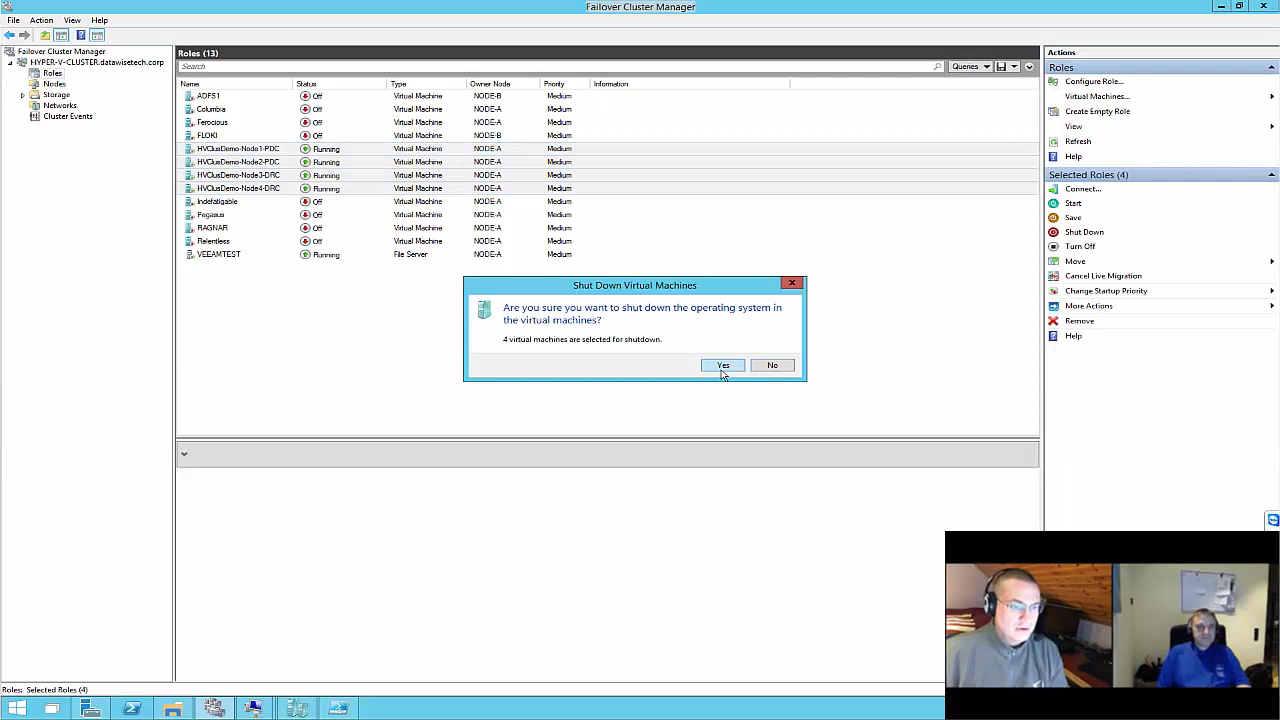 Failover Cluster Manager
File Action View Help
Failover Cluster Manager
HYPER-V-CLUSTER.datawisetech.corp
Roles
Nodes
Storage
Networks
Cluster Events
Roles (13)
Search
Queries
Name Status Type Owner Node Priority Information
ADFS1 Off Virtual Machine NODE-B Medium
Columbia Off Virtual Machine NODE-A Medium
Ferocious Off Virtual Machine NODE-A Medium
FLOKI Off Virtual Machine NODE-B Medium
HVClusDemo-Node1-PDC Running Virtual Machine NODE-A Medium
HVClusDemo-Node2-PDC Running Virtual Machine NODE-A Medium
HVClusDemo-Node3-DRC Running Virtual Machine NODE-A Medium
HVClusDemo-Node4-DRC Running Virtual Machine NODE-A Medium
Indefatigable Off Virtual Machine NODE-A Medium
Pegasus Off Virtual Machine NODE-A Medium
RAGNAR Off Virtual Machine NODE-A Medium
Relentless Off Virtual Machine NODE-A Medium
VEEAMTEST Running File Server NODE-A Medium
Shut Down Virtual Machines
Are you sure you want to shut down the operating system in
the virtual machines?
4 virtual machines are selected for shutdown.
Yes No
Actions
Roles
Configure Role...
Virtual Machines...
Create Empty Role
View
Refresh
Help
Selected Roles (4)
Connect...
Start
Save
Shut Down
Turn Off
Move
Cancel Live Migration
Change Startup Priority
More Actions
Remove
Help
Roles: Selected Roles (4)